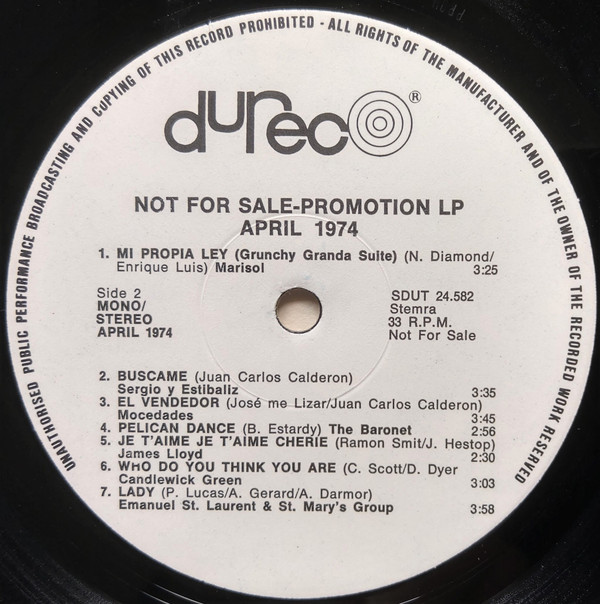 UNAUTHORISED PUBLIC PERFORMANCE BROADCASTING AND COPYING OF THIS RECORD PROHIBITED - ALL RIGHTS OF THE MANUFACTURER AND OF THE OWNER OF THE RECORDED WORK RESERVED
dureco®
NOT FOR SALE-PROMOTION LP
APRIL 1974
1. MI PROPIA LEY (Grunchy Granda Suite) (N. Diamond/
Enrique Luis) Marisol 3:25
Side 2
MONO/
STEREO
APRIL 1974
SDUT 24.582
Stemra
33 R.P.M.
Not For Sale
2. BUSCAME (Juan Carlos Calderon)
Sergio y Estibaliz 3:35
3. EL VENDEDOR (José me Lizar/Juan Carlos Calderon)
Mocedades 3:45
4. PELICAN DANCE (B. Estardy) The Baronet 2:56
5. JE T'AIME JE T'AIME CHERIE (Ramon Smit/J. Hestop)
James Lloyd 2:30
6. WHO DO YOU THINK YOU ARE (C. Scott/D. Dyer
Candlewick Green 3:03
7. LADY (P. Lucas/A. Gerard/A. Darmor)
Emanuel St. Laurent & St. Mary's Group 3:58